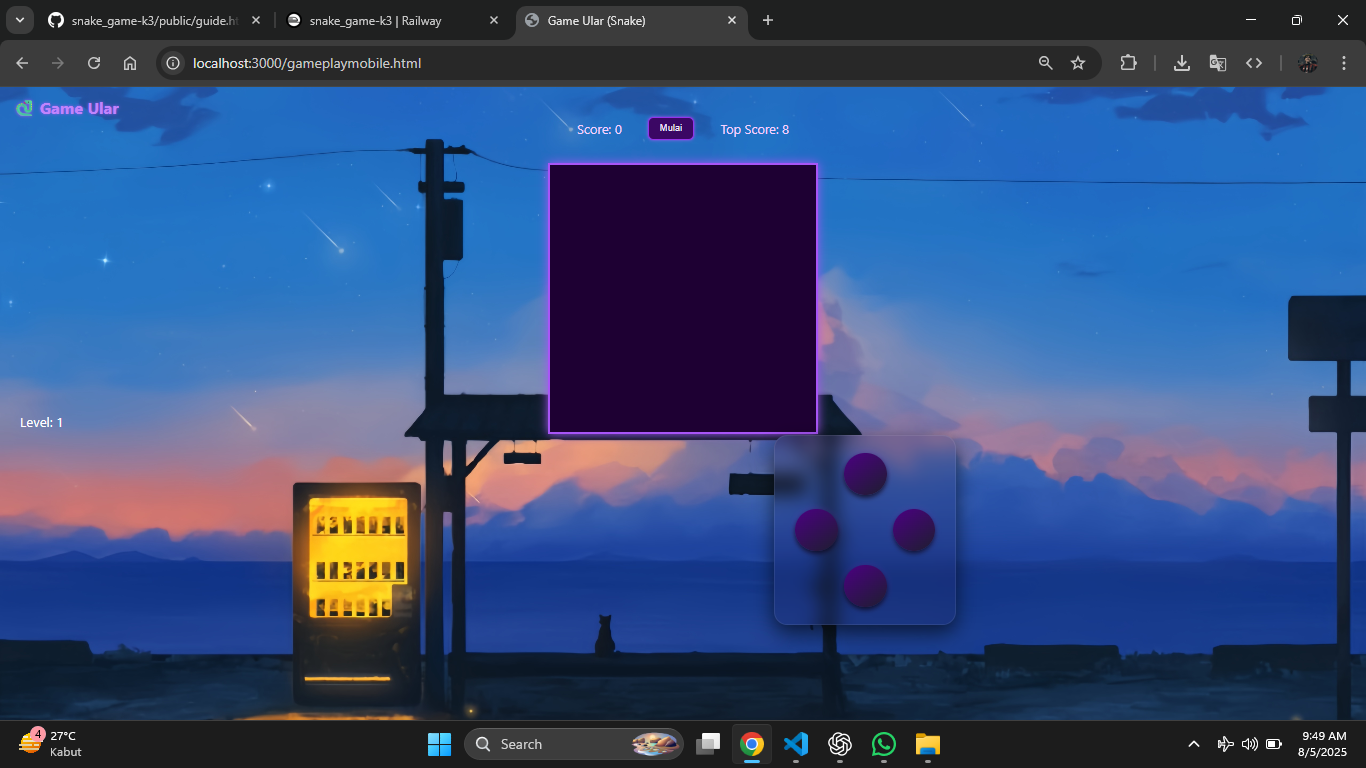 snake_game-k3/public/guide.ht
snake_game-k3 | Railway
Game Ular (Snake)
localhost:3000/gameplaymobile.html
Game Ular
Score: 0
Mulai
Top Score: 8
Level: 1
4
27°C
Kabut
Search
9:49 AM
8/5/2025